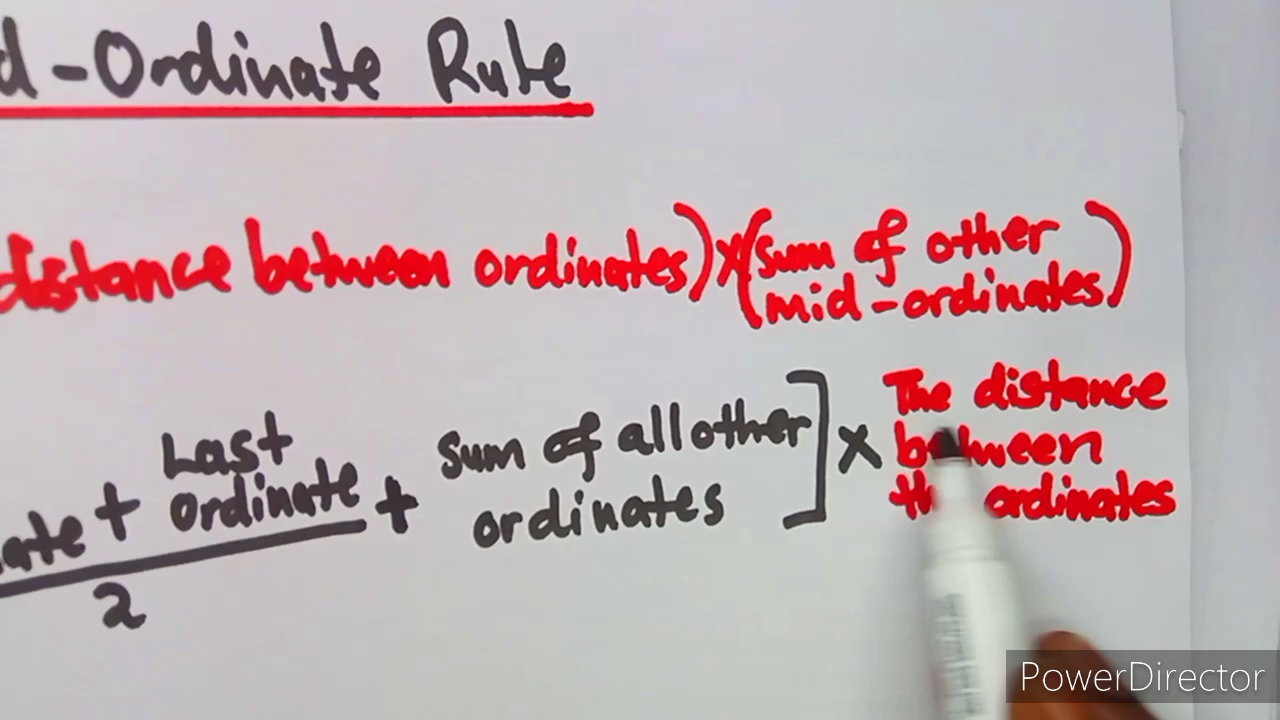 d-Ordinate Rule
distance between ordinates) x (sum of other
mid-ordinates)
Last
ate + ordinate + sum of all other
ordinates ] x The distance
between
ordinates
2
PowerDirector